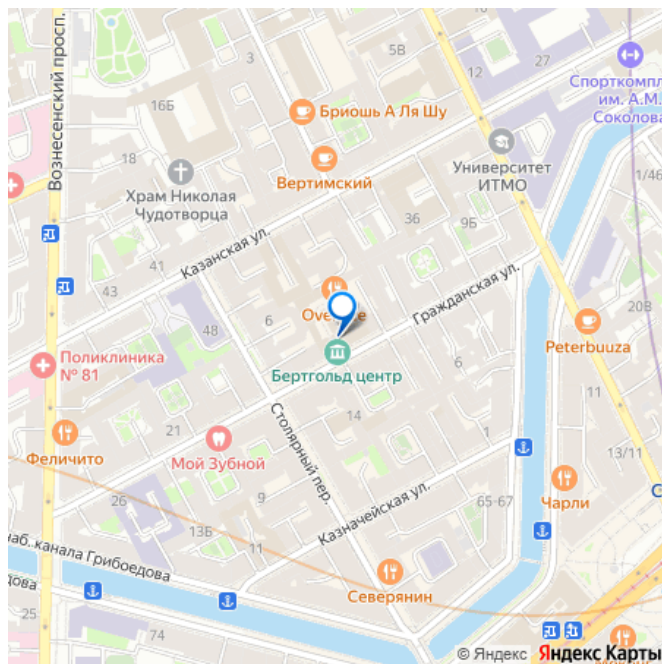 Вознесенский просп.
5В
12
27
Спорткомпл
им. А.М.
Соколова
16Б
Бриошь А Ля Шу
18
Вертимский
Университет
ИТМО
1/46
Храм Николая
Чудотворца
36
9Б
Казанская ул.
41
43
Гражданская ул.
6
48
20В
Peterbuuza
Поликлиника
№ 81
Бертгольд центр
6
11
Столярный пер.
14
21
Мой Зубной
Феличито
1
13/11
9
26
65-67
Чарли
Казначейская ул.
13Б
11
наб. канала Грибоедова
Северянин
25
74
© Яндекс Яндекс Карты